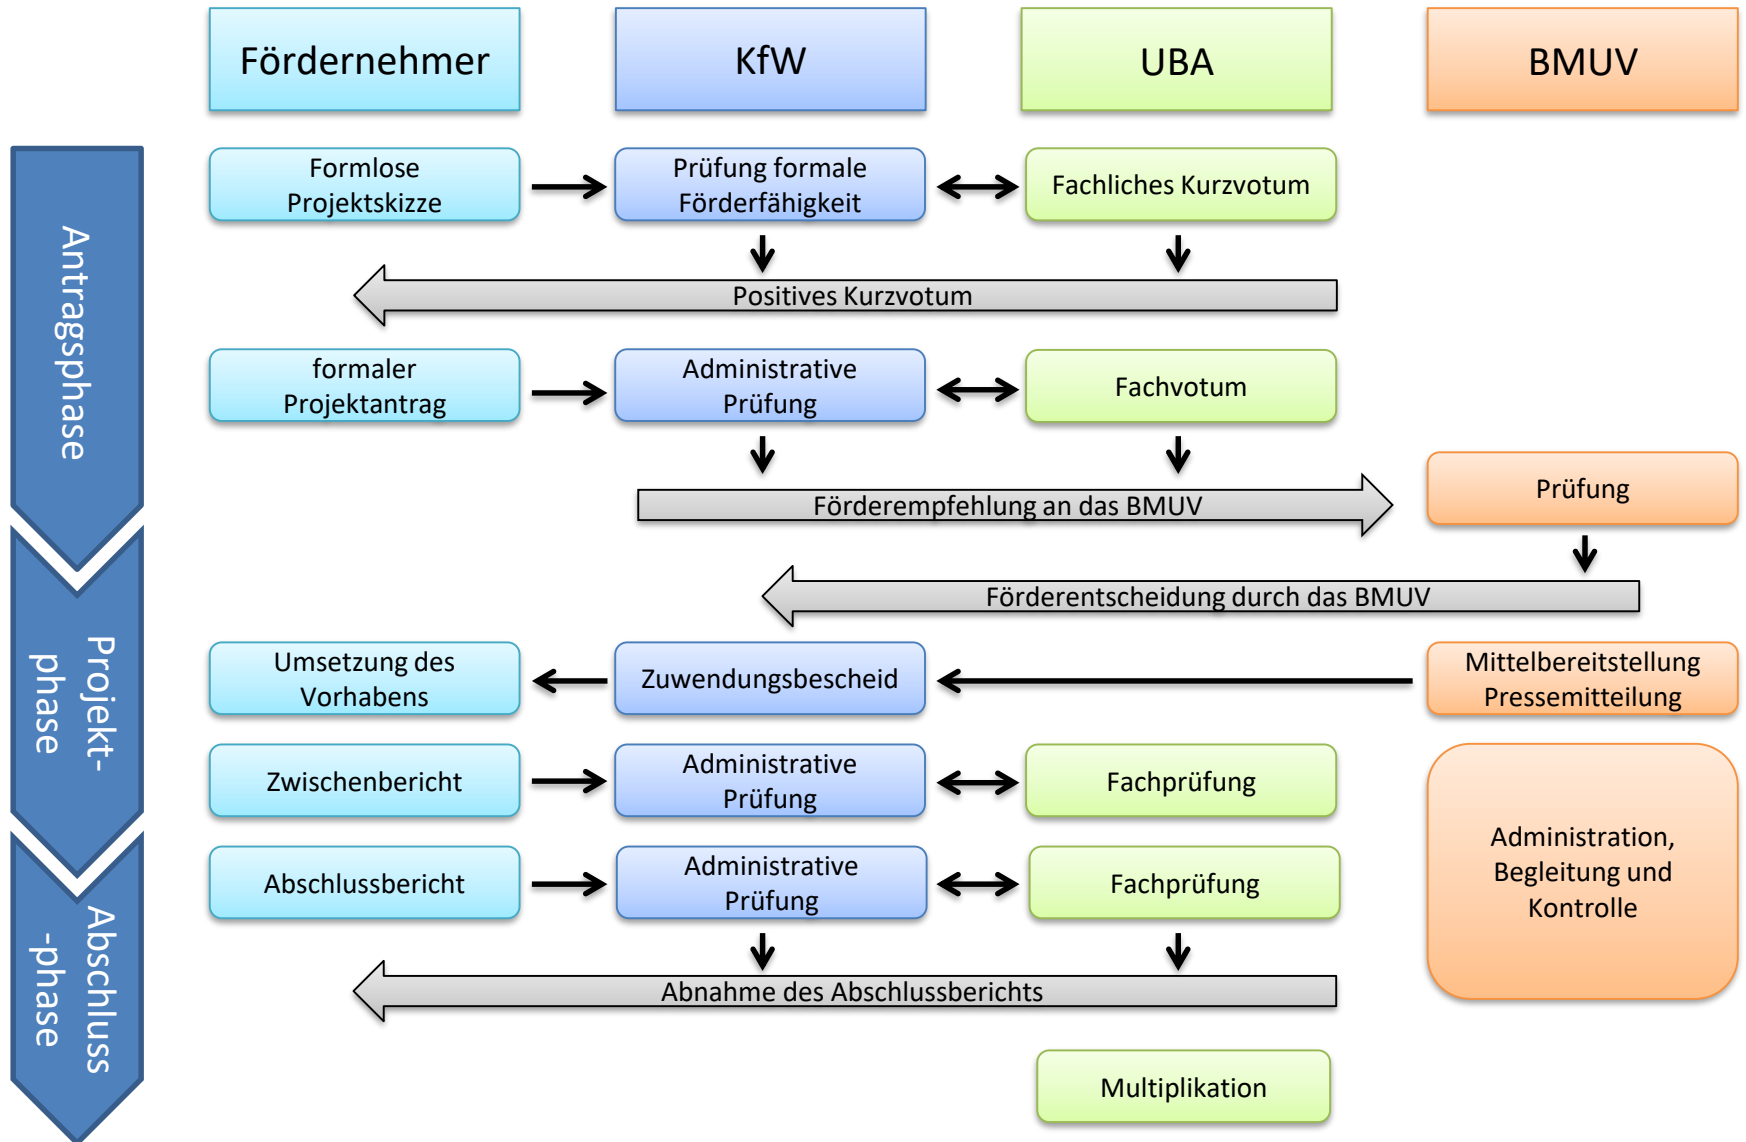 Fördernehmer
KfW
UBA
BMUV
Antragsphase
Formlose
Projektskizze
Prüfung formale
Förderfähigkeit
Fachliches Kurzvotum
Positives Kurzvotum
formaler
Projektantrag
Administrative
Prüfung
Fachvotum
Förderempfehlung an das BMUV
Prüfung
Förderentscheidung durch das BMUV
Projekt-
phase
Umsetzung des
Vorhabens
Zuwendungsbescheid
Mittelbereitstellung
Pressemitteilung
Zwischenbericht
Administrative
Prüfung
Fachprüfung
Administration,
Begleitung und
Kontrolle
Abschluss
-phase
Abschlussbericht
Administrative
Prüfung
Fachprüfung
Abnahme des Abschlussberichts
Multiplikation